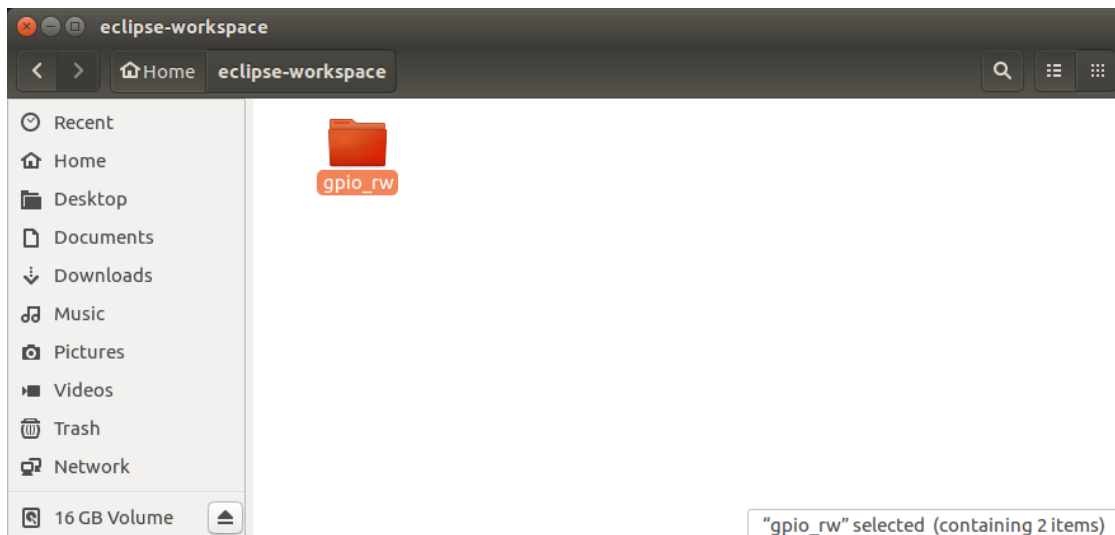 eclipse-workspace
Home eclipse-workspace
Recent
Home
Desktop
Documents
Downloads
Music
Pictures
Videos
Trash
Network
16 GB Volume
gpio_rw
“gpio_rw” selected (containing 2 items)